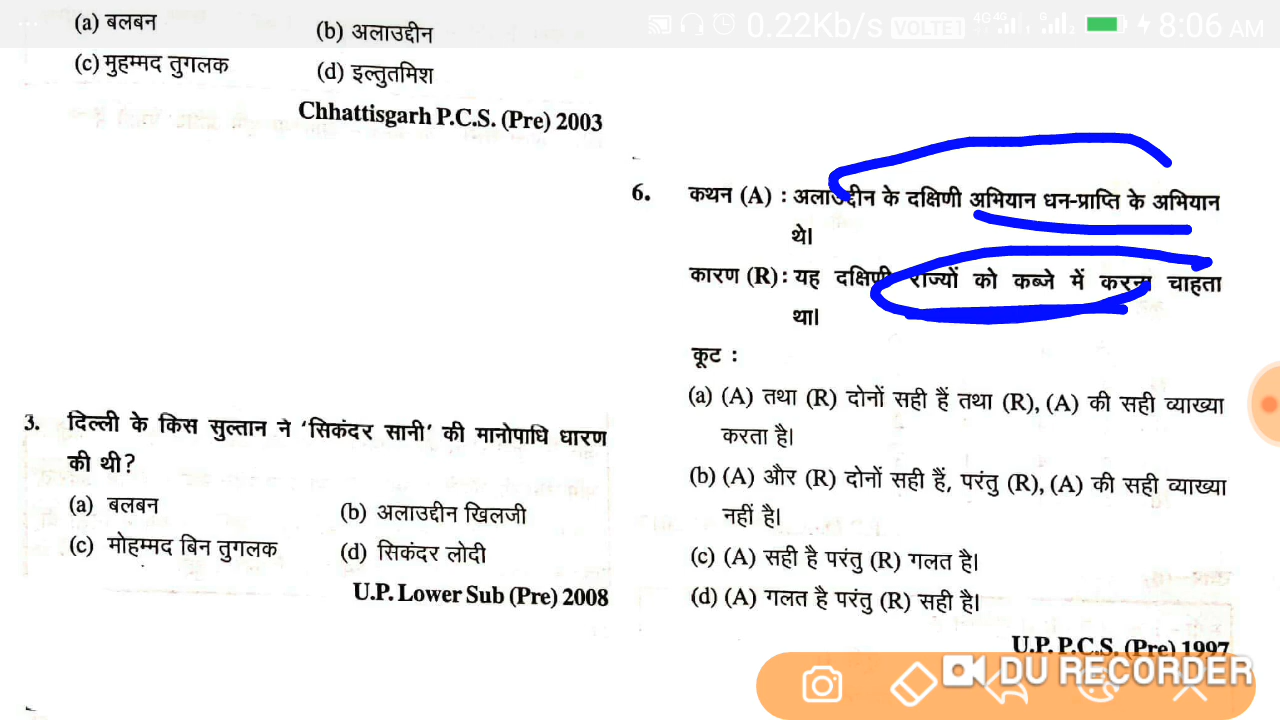 0.22Kb/s VOLTE1 4G 4G G 8:06 AM
(a) बलबन (b) अलाउद्दीन
(c) मुहम्मद तुगलक (d) इल्तुतमिश
Chhattisgarh P.C.S. (Pre) 2003
3. दिल्ली के किस सुल्तान ने ‘सिकंदर सानी’ की मानोपाधि धारण
की थी?
(a) बलबन (b) अलाउद्दीन खिलजी
(c) मोहम्मद बिन तुगलक (d) सिकंदर लोदी
U.P. Lower Sub (Pre) 2008
6. कथन (A) : अलाउद्दीन के दक्षिणी अभियान धन-प्राप्ति के अभियान
थे।
कारण (R): यह दक्षिणी राज्यों को कब्जे में करना चाहता
था।
कूट :
(a) (A) तथा (R) दोनों सही हैं तथा (R), (A) की सही व्याख्या
करता है।
(b) (A) और (R) दोनों सही हैं, परंतु (R), (A) की सही व्याख्या
नहीं है।
(c) (A) सही है परंतु (R) गलत है।
(d) (A) गलत है परंतु (R) सही है।
U.P. P.C.S. (Pre) 1997
DU RECORDER